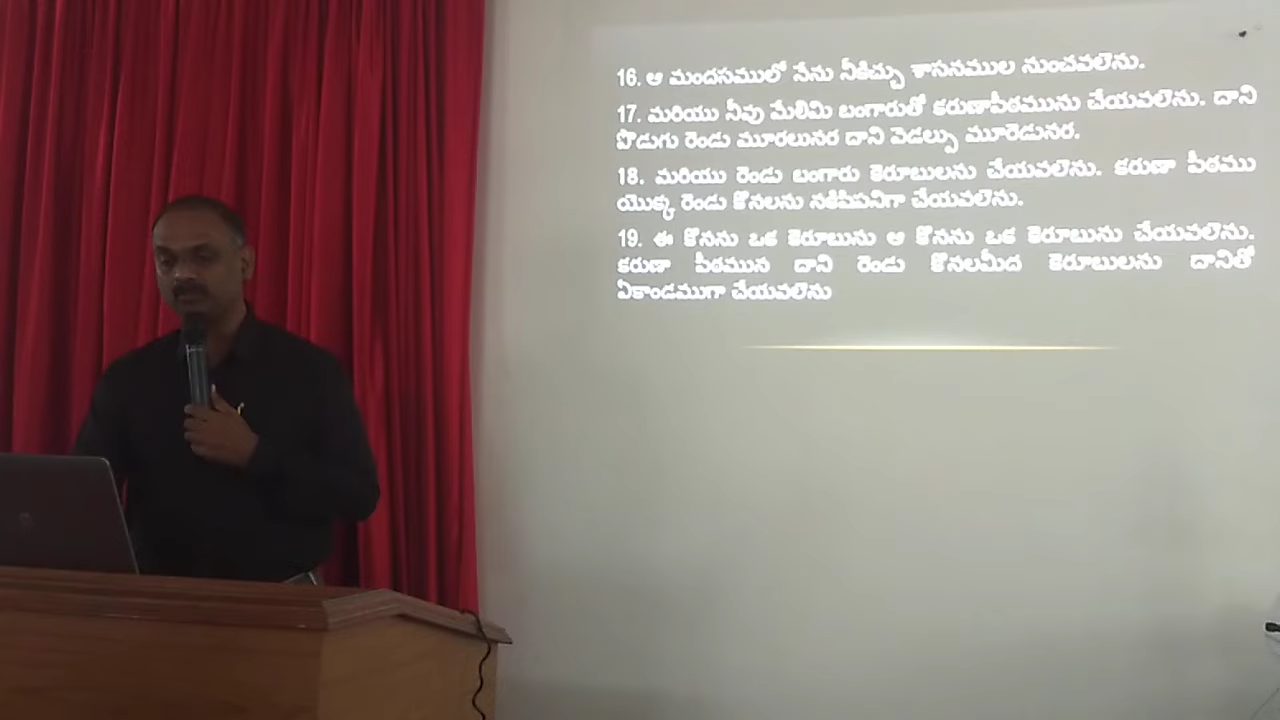 16. ఆ మందసములో నేను నీకిచ్చు శాసనముల నుంచవలెను.
17. మరియు నీవు మేలిమి బంగారుతో కరుణాపీఠమును చేయవలెను. దాని
పొడుగు రెండు మూరలునర దాని వెడల్పు మూరెడునర.
18. మరియు రెండు బంగారు కెరూబులను చేయవలెను. కరుణా పీఠము
యొక్క రెండు కొనలను నకిషిపనిగా చేయవలెను.
19. ఈ కొనను ఒక కెరూబును ఆ కొనను ఒక కెరూబును చేయవలెను.
కరుణా పీఠమున దాని రెండు కొనలమీద కెరూబులను దానితో
ఏకాండముగా చేయవలెను